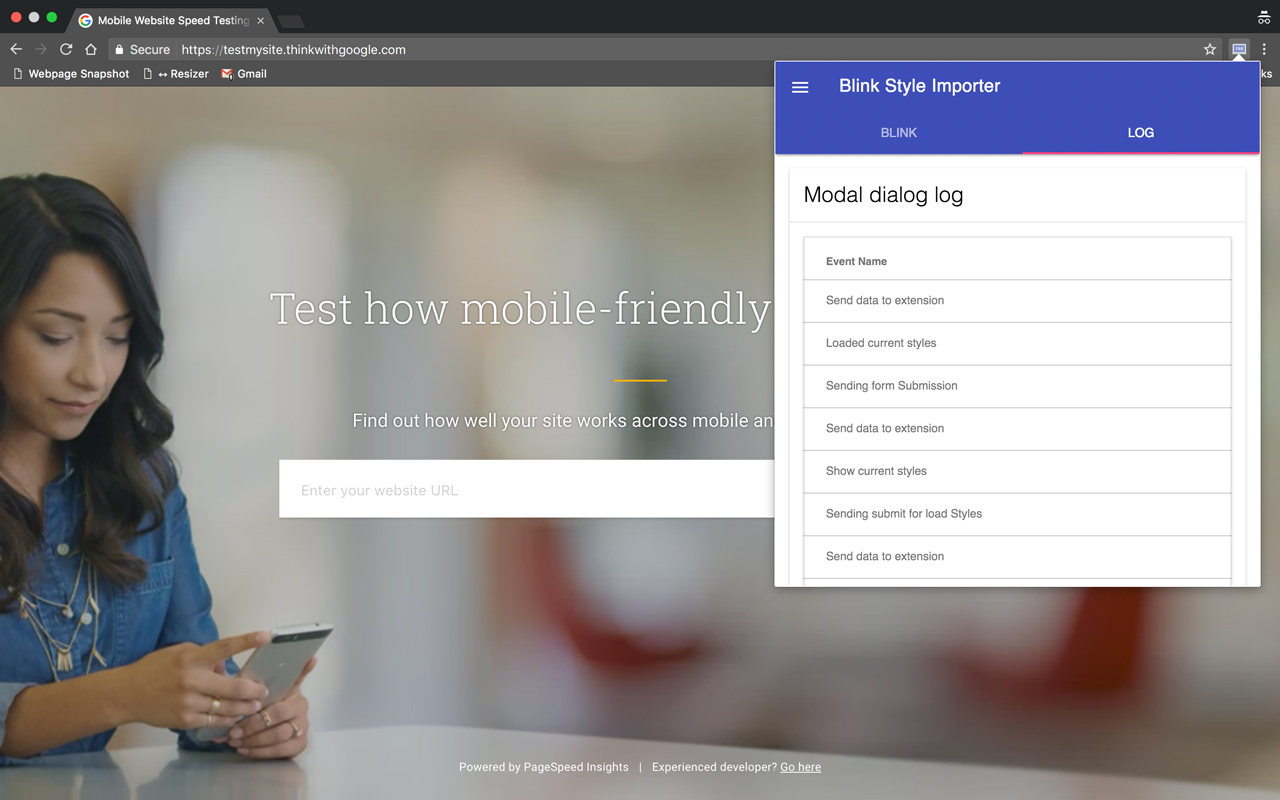 Mobile Website Speed Testing
Secure https://testmysite.thinkwithgoogle.com
Webpage Snapshot
↔ Resizer
Gmail
ks
Test how mobile-friendly
Find out how well your site works across mobile an
Enter your website URL
Powered by PageSpeed Insights | Experienced developer? Go here
Blink Style Importer
BLINK
LOG
Modal dialog log
Event Name
Send data to extension
Loaded current styles
Sending form Submission
Send data to extension
Show current styles
Sending submit for load Styles
Send data to extension